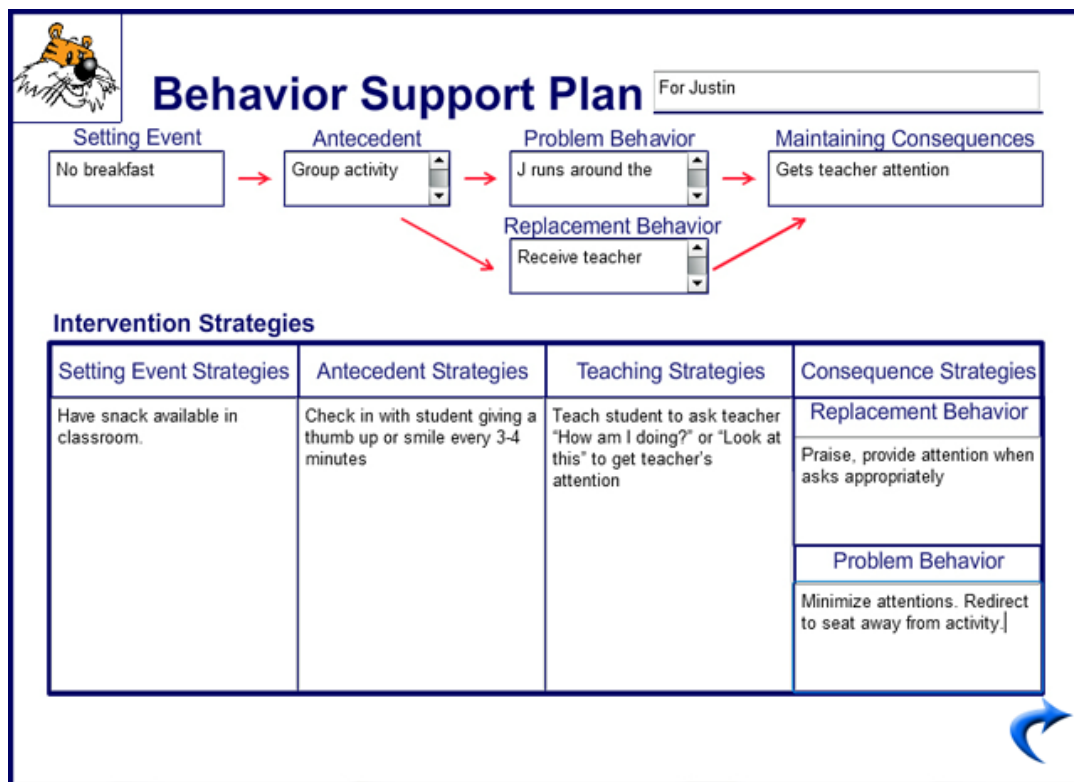 Behavior Support Plan
For Justin
Setting Event
Antecedent
Problem Behavior
Maintaining Consequences
No breakfast
Group activity
J runs around the
Gets teacher attention
Replacement Behavior
Receive teacher
Intervention Strategies
Setting Event Strategies
Antecedent Strategies
Teaching Strategies
Consequence Strategies
Have snack available in
classroom.
Check in with student giving a
thumb up or smile every 3-4
minutes
Teach student to ask teacher
“How am I doing?” or “Look at
this” to get teacher’s
attention
Replacement Behavior
Praise, provide attention when
asks appropriately
Problem Behavior
Minimize attentions. Redirect
to seat away from activity.